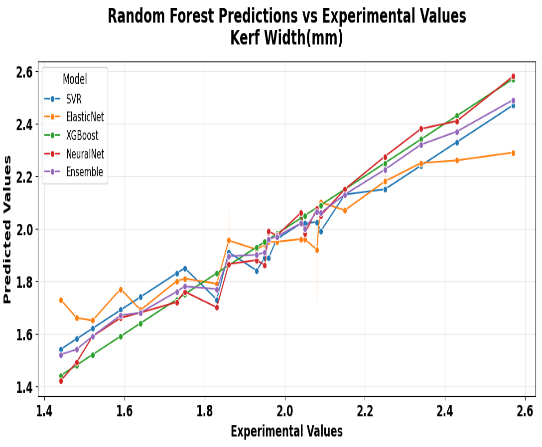 Random Forest Predictions vs Experimental Values
Kerf Width(mm)
Predicted Values
2.6
2.4
2.2
2.0
1.8
1.6
1.4
Model
SVR
ElasticNet
XGBoost
NeuralNet
Ensemble
1.4 1.6 1.8 2.0 2.2 2.4 2.6
Experimental Values